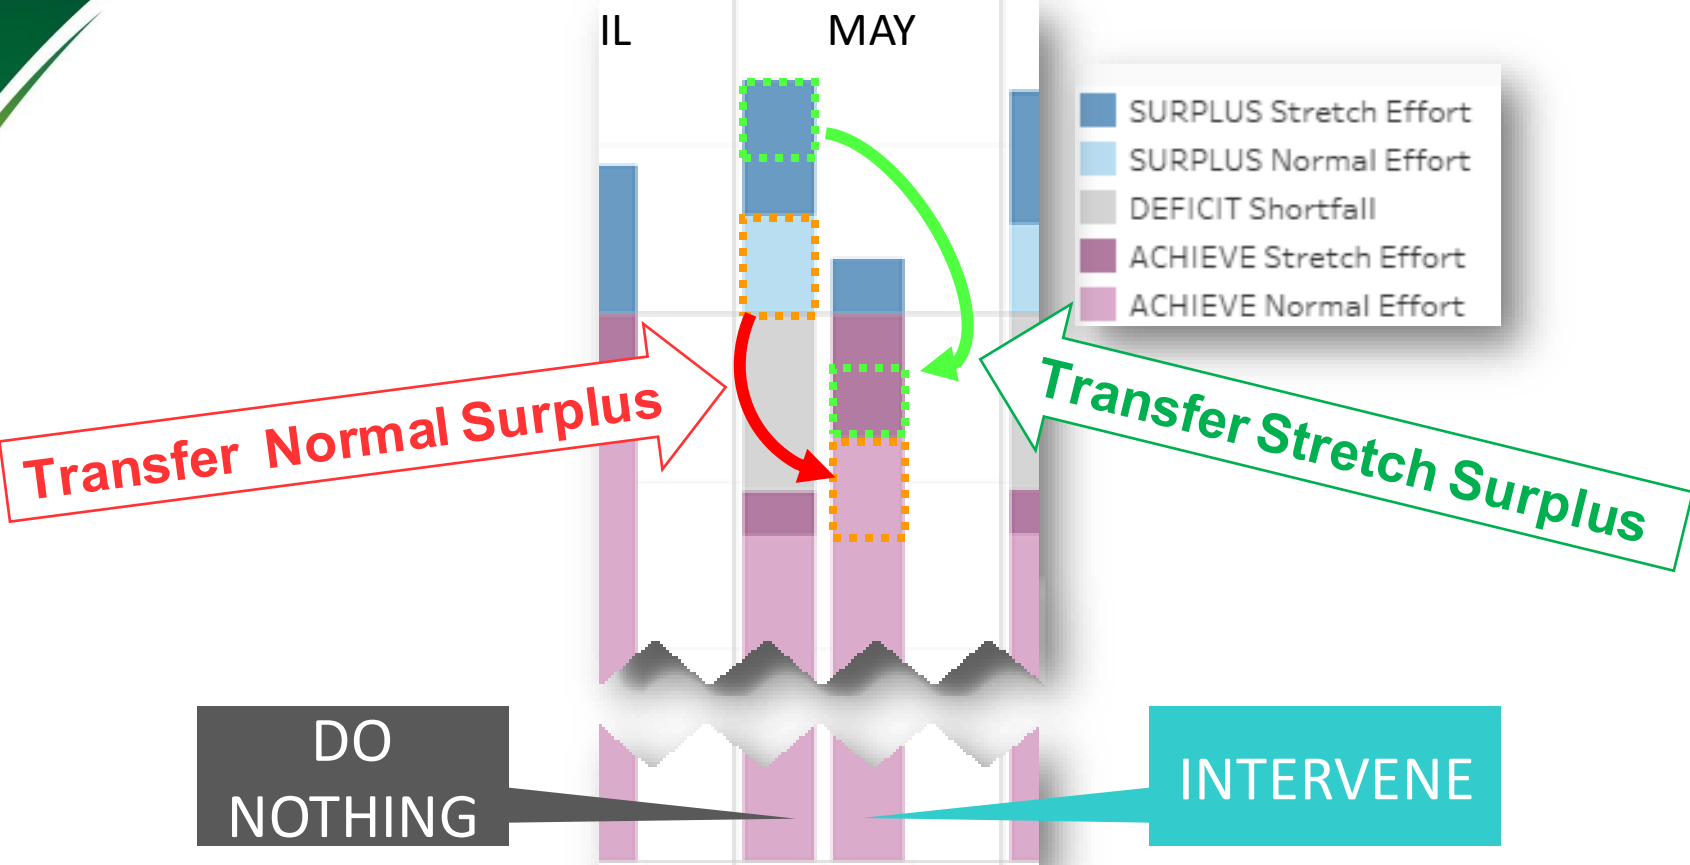 IL
MAY
SURPLUS Stretch Effort
SURPLUS Normal Effort
DEFICIT Shortfall
ACHIEVE Stretch Effort
ACHIEVE Normal Effort
Transfer Normal Surplus
Transfer Stretch Surplus
DO
NOTHING
INTERVENE